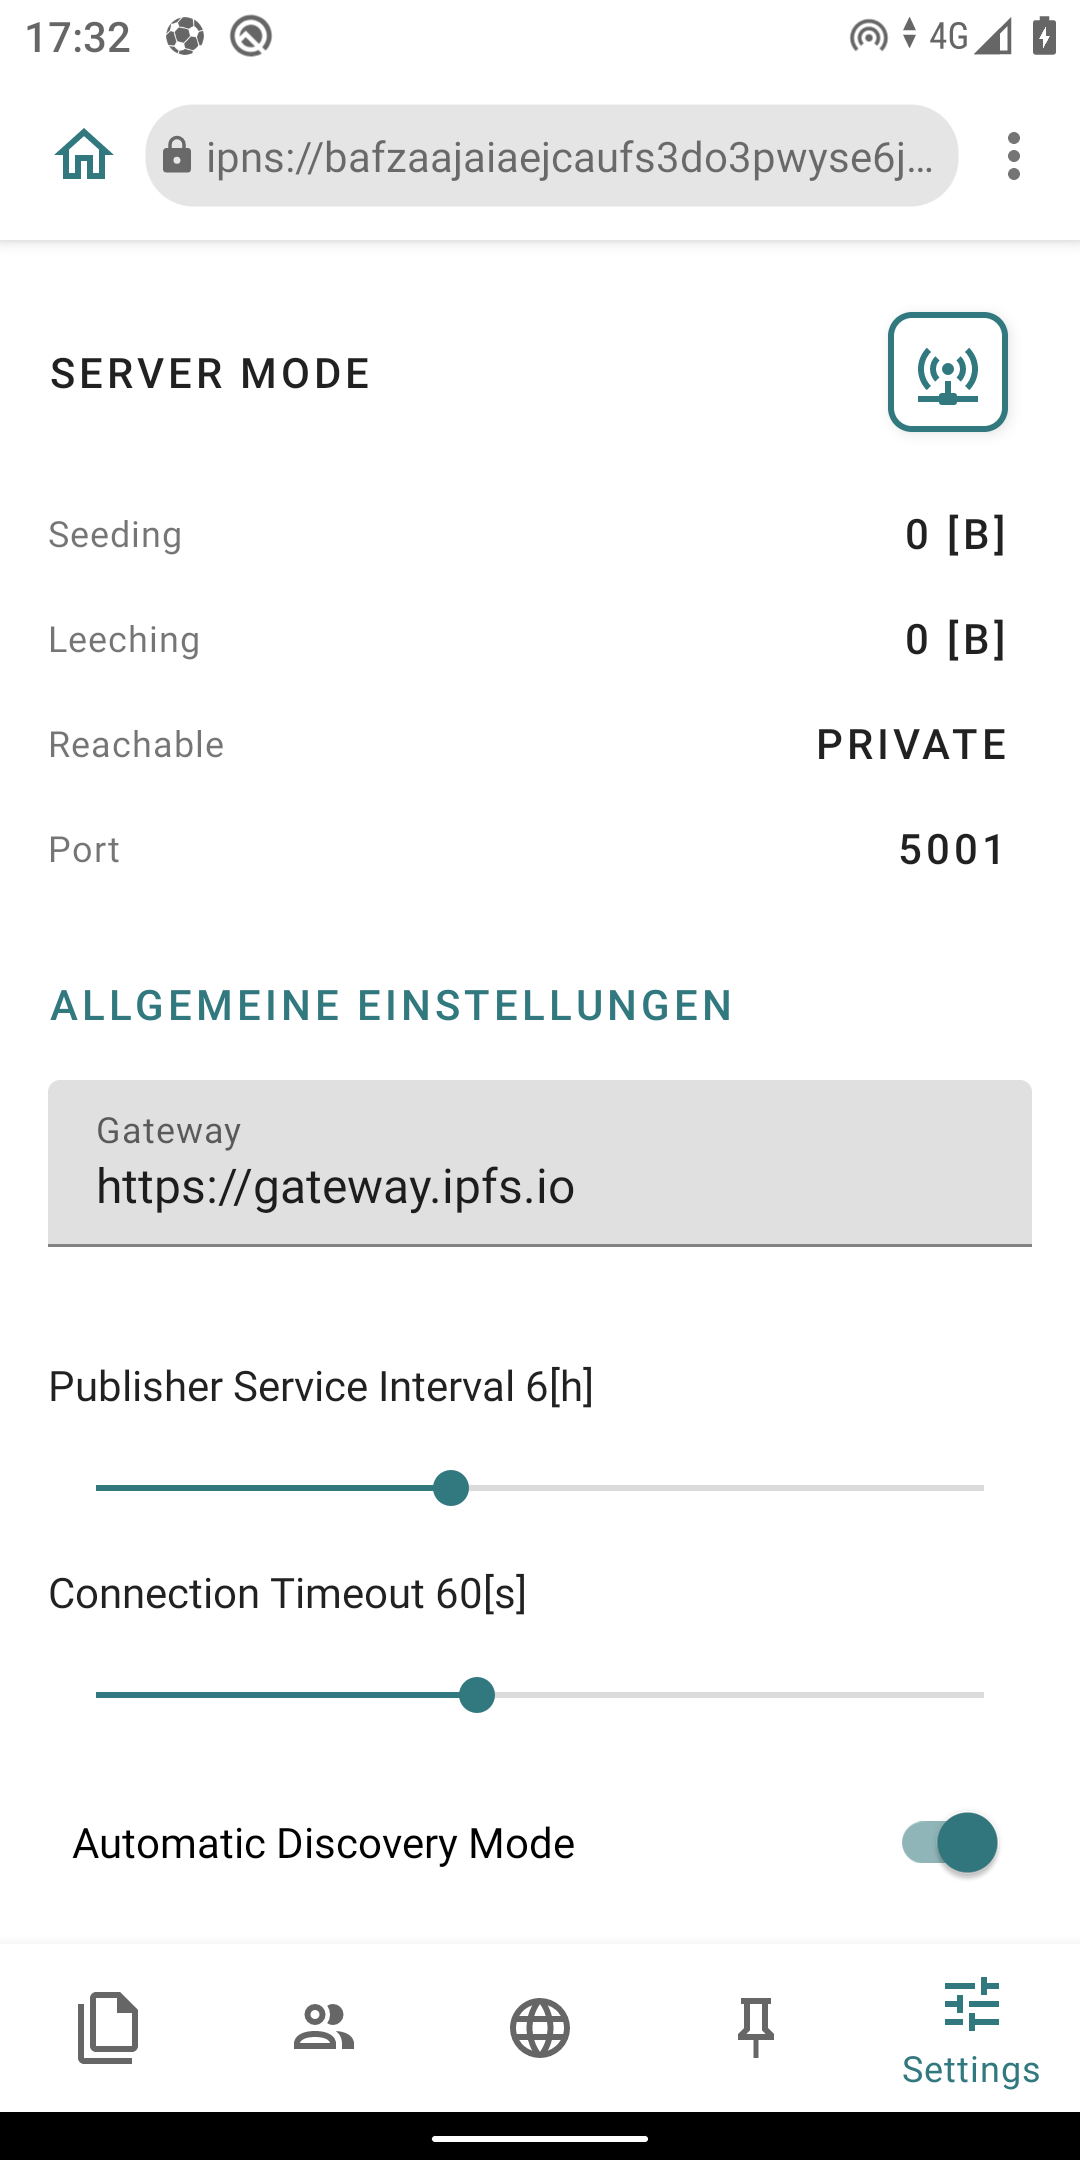 17:32
4G
ipns://bafzaajaiaejcaufs3do3pwyse6j...
SERVER MODE
Seeding 0 [B]
Leeching 0 [B]
Reachable PRIVATE
Port 5001
ALLGEMEINE EINSTELLUNGEN
Gateway
https://gateway.ipfs.io
Publisher Service Interval 6[h]
Connection Timeout 60[s]
Automatic Discovery Mode
Settings